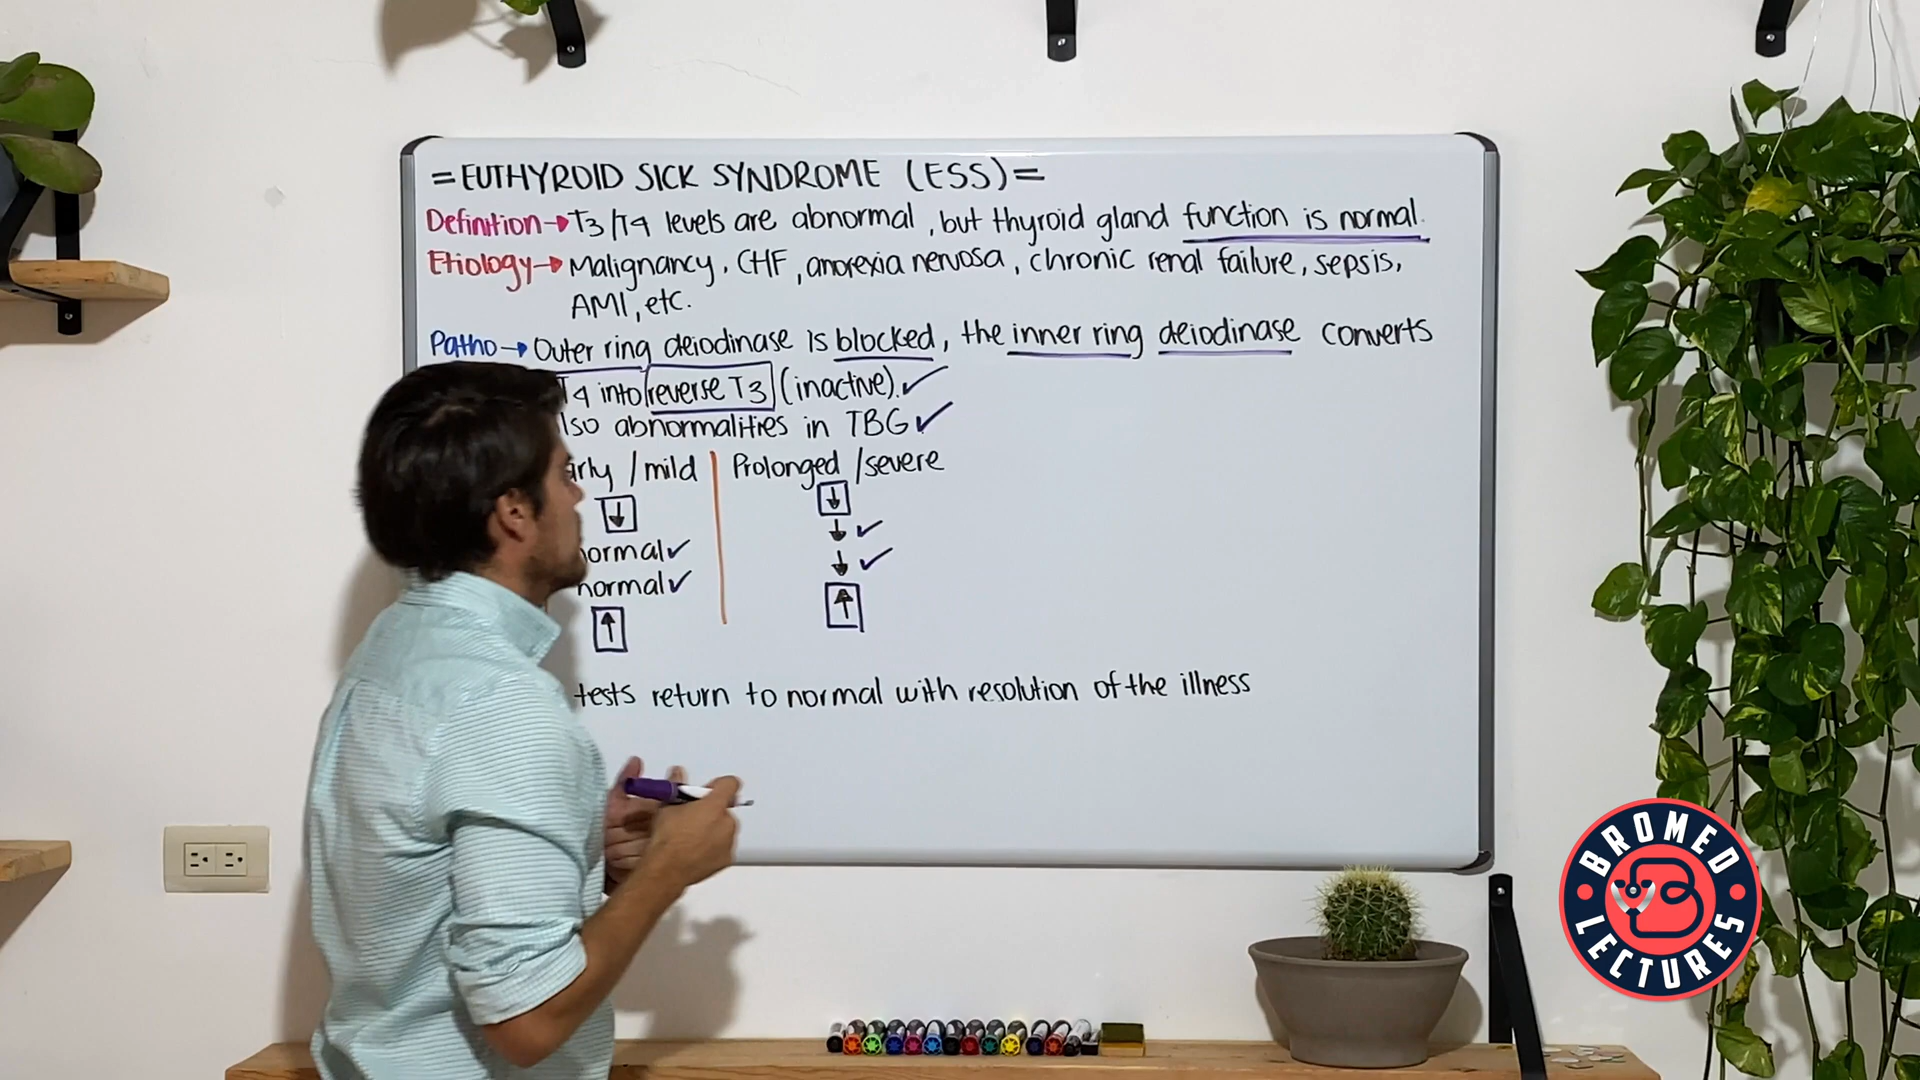 = EUTHYROID SICK SYNDROME (ESS) =
Definition → T3/T4 levels are abnormal, but thyroid gland function is normal.
Etiology → Malignancy, CHF, anorexia nervosa, chronic renal failure, sepsis,
AMI, etc.
Patho → Outer ring deiodinase is blocked, the inner ring deiodinase converts
T4 into reverse T3 (inactive). ✓
lso abnormalities in TBG ✓
arly /mild | Prolonged /severe
↓ ↓
normal ✓ ↓ ✓
normal ✓ ↓ ✓
↑ ↑
tests return to normal with resolution of the illness
BROMED
LECTURES